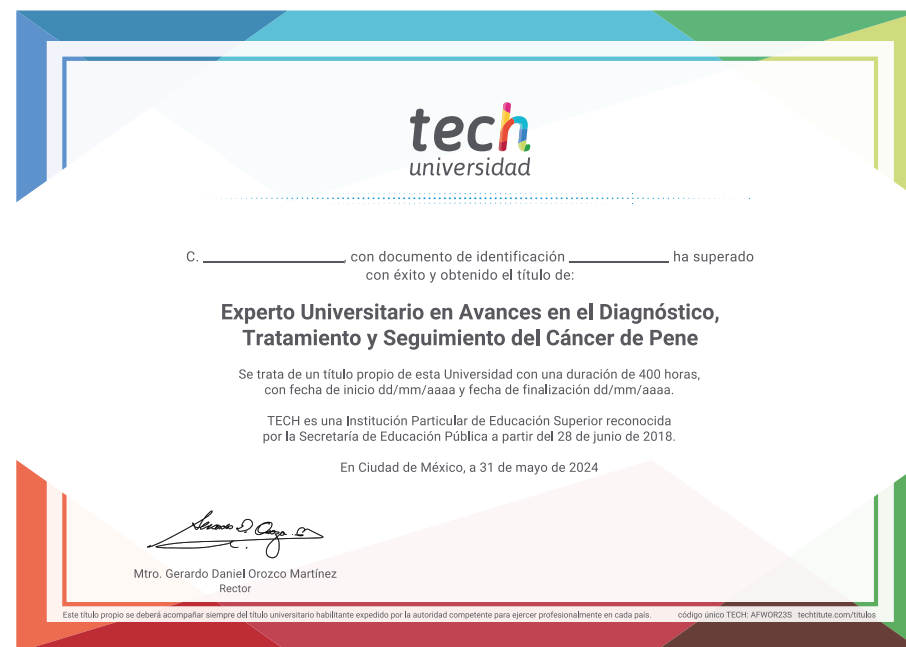 tech
universidad
C. ____________, con documento de identificación ____________ ha superado
con éxito y obtenido el título de:
Experto Universitario en Avances en el Diagnóstico,
Tratamiento y Seguimiento del Cáncer de Pene
Se trata de un título propio de esta Universidad con una duración de 400 horas,
con fecha de inicio dd/mm/aaaa y fecha de finalización dd/mm/aaaa.
TECH es una Institución Particular de Educación Superior reconocida
por la Secretaría de Educación Pública a partir del 28 de junio de 2018.
En Ciudad de México, a 31 de mayo de 2024
Mtro. Gerardo Daniel Orozco Martínez
Rector
Este título propio se deberá acompañar siempre del título universitario habilitante expedido por la autoridad competente para ejercer profesionalmente en cada país. código único TECH: AFWOR23S techtitute.com/titulos